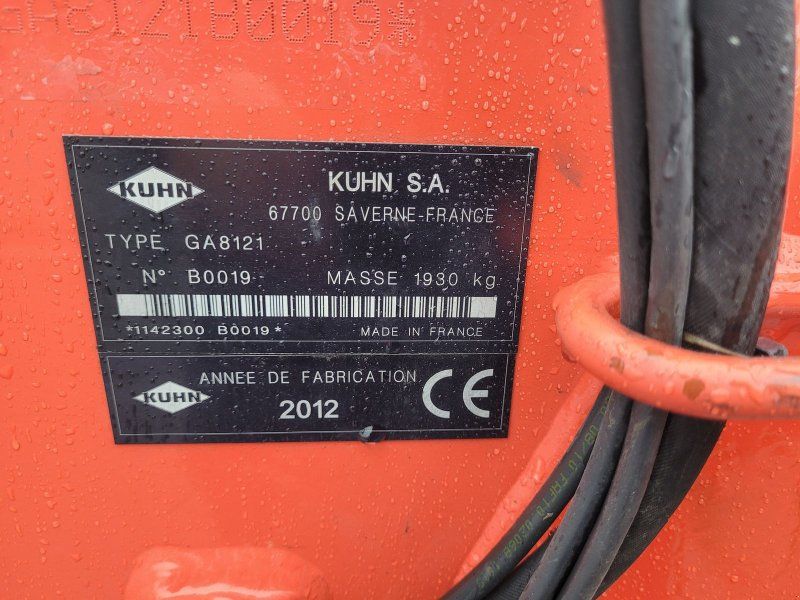 GA8121B0019*
KUHN
KUHN S.A.
67700 SAVERNE-FRANCE
TYPE GA8121
N° B0019 MASSE 1930 kg
*1142300 B0019*
MADE IN FRANCE
KUHN
ANNEE DE FABRICATION
2012
CE